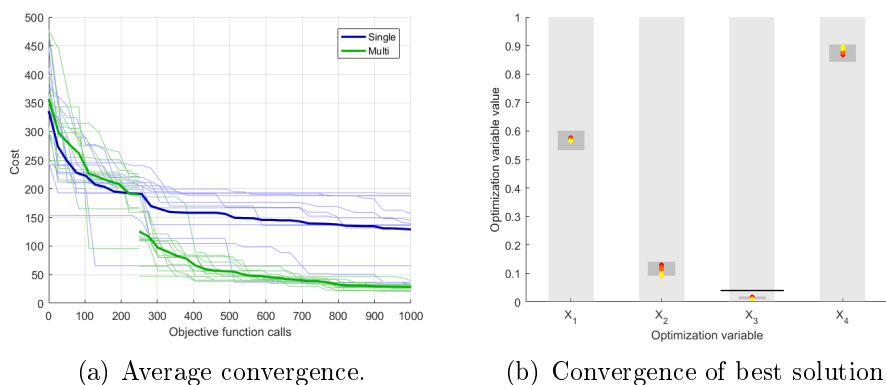 500
450
400
350
300
250
200
150
100
50
0
Cost
Single
Multi
0 100 200 300 400 500 600 700 800 900 1000
Objective function calls
(a) Average convergence.
1
0.9
0.8
0.7
0.6
0.5
0.4
0.3
0.2
0.1
0
Optimization variable value
X1 X2 X3 X4
Optimization variable
(b) Convergence of best solution